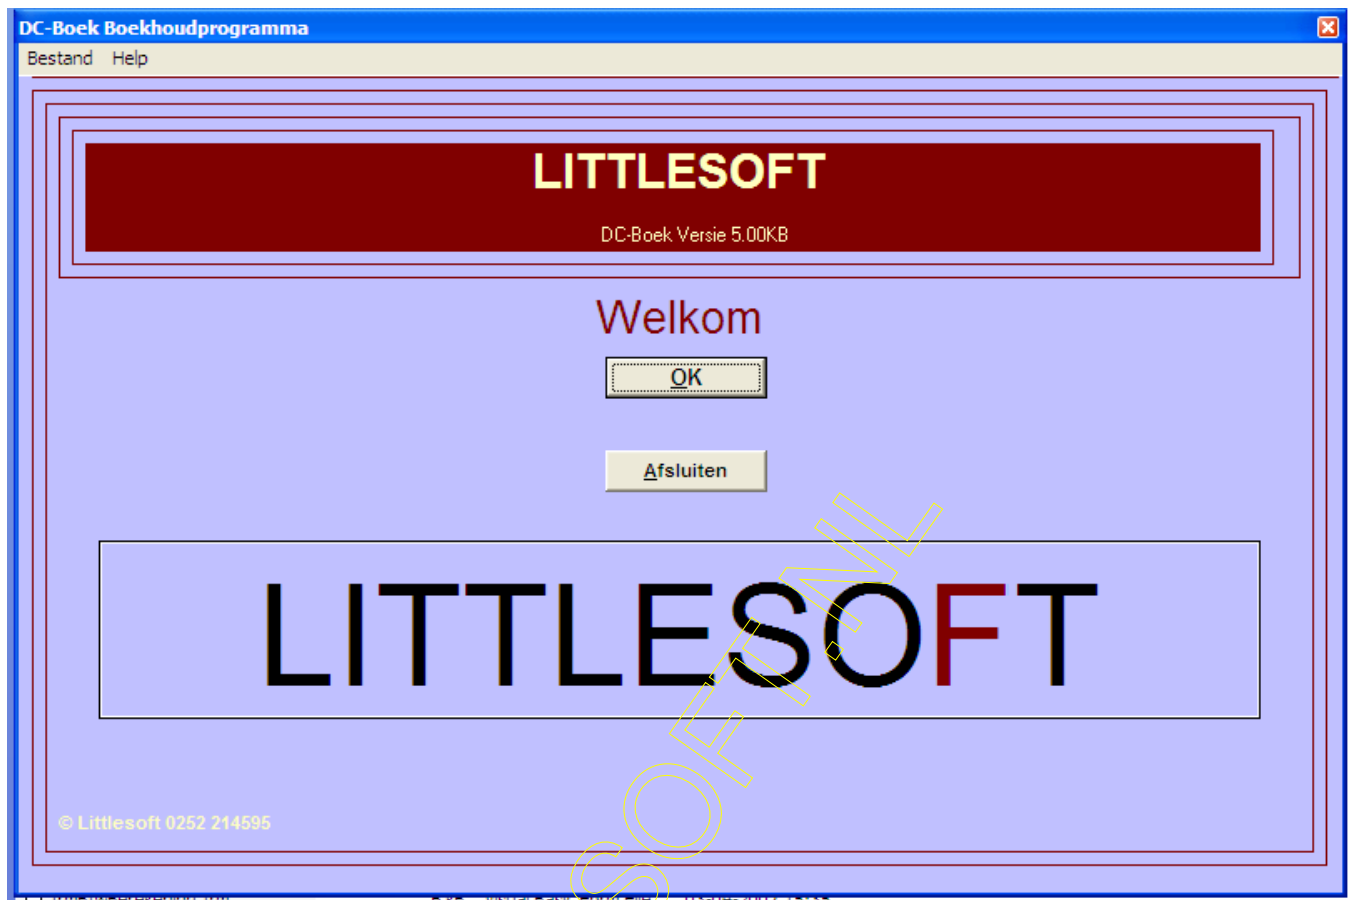 DC-Boek Boekhoudprogramma
Bestand Help
LITTLESOFT
DC-Boek Versie 5.00KB
Welkom
OK
Afsluiten
LITTLESOFT
SOFT.NL
© Littlesoft 0252 214595